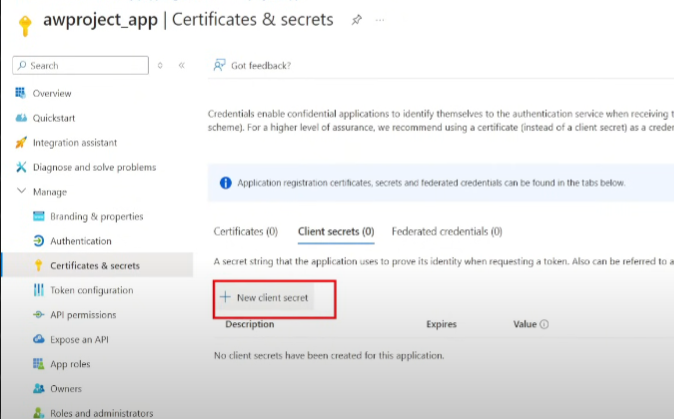 awproject_app | Certificates & secrets
Search
Got feedback?
Overview
Quickstart
Integration assistant
Diagnose and solve problems
Manage
Branding & properties
Authentication
Certificates & secrets
Token configuration
API permissions
Expose an API
App roles
Owners
Roles and administrators
Credentials enable confidential applications to identify themselves to the authentication service when receiving t
scheme). For a higher level of assurance, we recommend using a certificate (instead of a client secret) as a creder
Application registration certificates, secrets and federated credentials can be found in the tabs below.
Certificates (0) Client secrets (0) Federated credentials (0)
A secret string that the application uses to prove its identity when requesting a token. Also can be referred to a
New client secret
Description Expires Value
No client secrets have been created for this application.